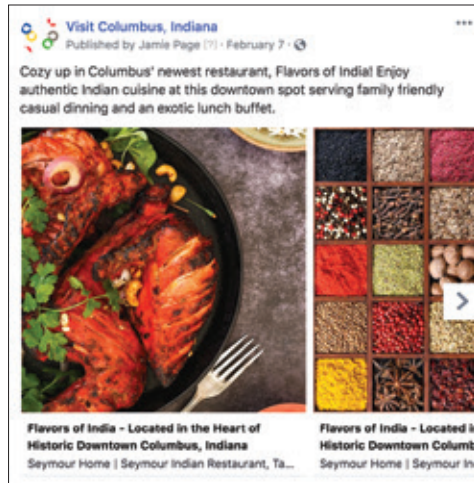 Visit Columbus, Indiana
Published by Jamie Page [?] · February 7 ·
Cozy up in Columbus' newest restaurant, Flavors of India! Enjoy
authentic Indian cuisine at this downtown spot serving family friendly
casual dinning and an exotic lunch buffet.
Flavors of India - Located in the Heart of
Historic Downtown Columbus, Indiana
Seymour Home | Seymour Indian Restaurant, Ta...
Flavors of India - Located i
Historic Downtown Columb
Seymour Home | Seymour In